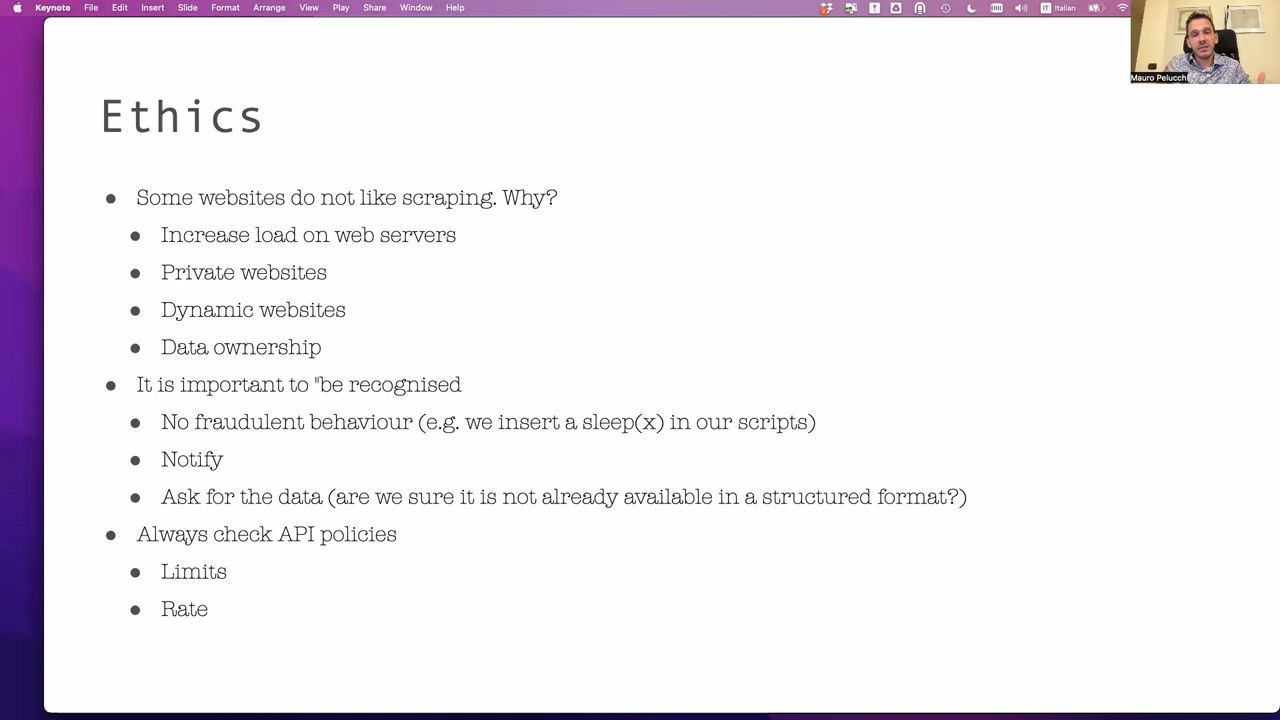 Keynote File Edit Insert Slide Format Arrange View Play Share Window Help Italian
Mauro Pelucchi
Ethics
Some websites do not like scraping. Why?
Increase load on web servers
Private websites
Dynamic websites
Data ownership
It is important to "be recognised
No fraudulent behaviour (e.g. we insert a sleep(x) in our scripts)
Notify
Ask for the data (are we sure it is not already available in a structured format?)
Always check API policies
Limits
Rate